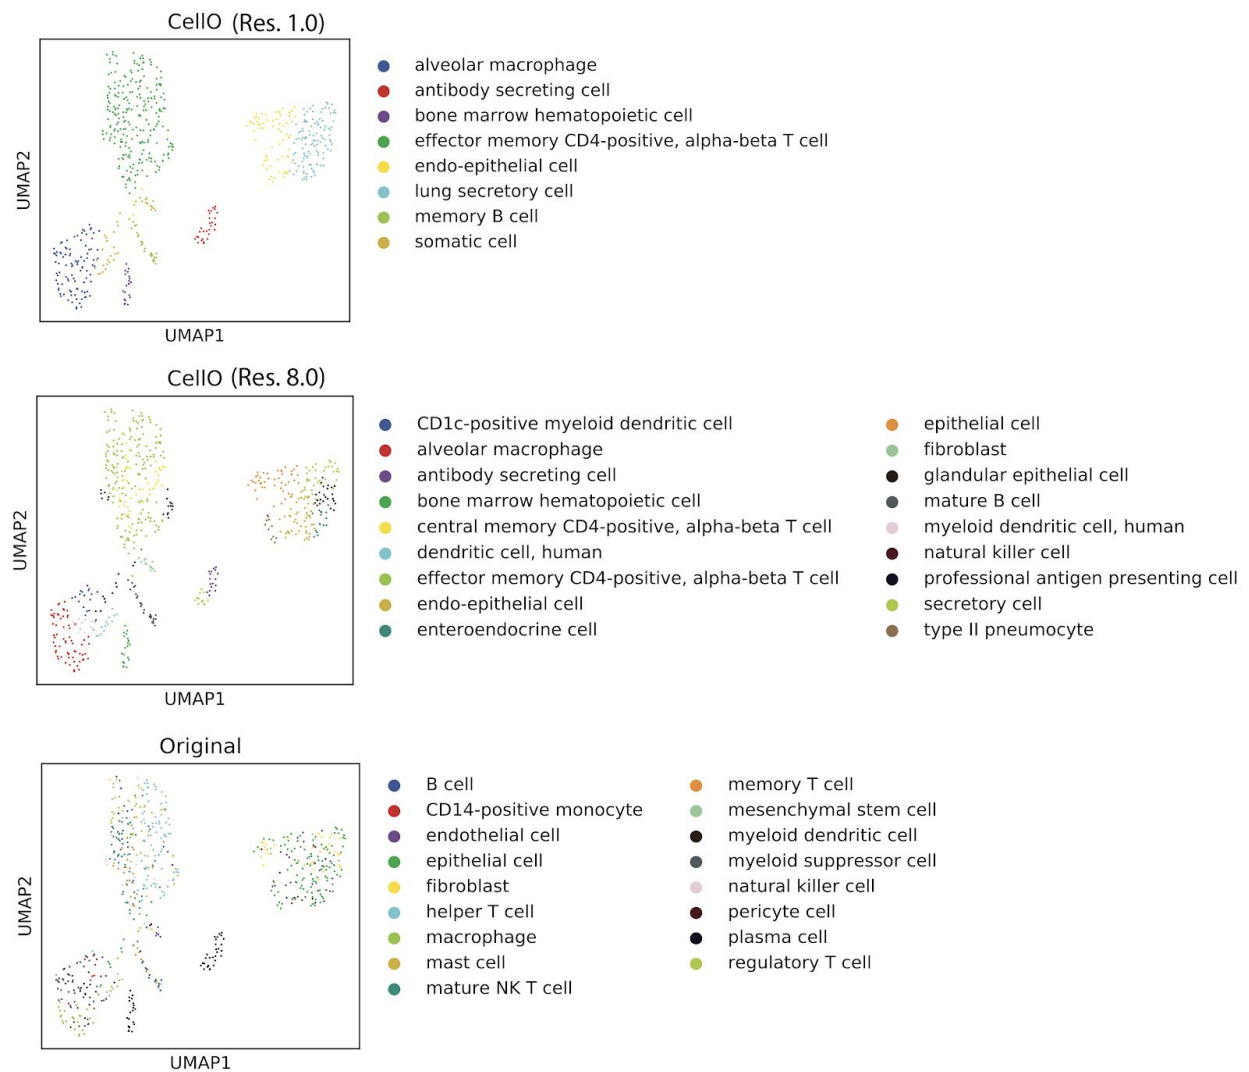 CellO (Res. 1.0)
UMAP2
UMAP1
alveolar macrophage
antibody secreting cell
bone marrow hematopoietic cell
effector memory CD4-positive, alpha-beta T cell
endo-epithelial cell
lung secretory cell
memory B cell
somatic cell
CellO (Res. 8.0)
UMAP2
UMAP1
CD1c-positive myeloid dendritic cell
alveolar macrophage
antibody secreting cell
bone marrow hematopoietic cell
central memory CD4-positive, alpha-beta T cell
dendritic cell, human
effector memory CD4-positive, alpha-beta T cell
endo-epithelial cell
enteroendocrine cell
epithelial cell
fibroblast
glandular epithelial cell
mature B cell
myeloid dendritic cell, human
natural killer cell
professional antigen presenting cell
secretory cell
type II pneumocyte
Original
UMAP2
UMAP1
B cell
CD14-positive monocyte
endothelial cell
epithelial cell
fibroblast
helper T cell
macrophage
mast cell
mature NK T cell
memory T cell
mesenchymal stem cell
myeloid dendritic cell
myeloid suppressor cell
natural killer cell
pericyte cell
plasma cell
regulatory T cell